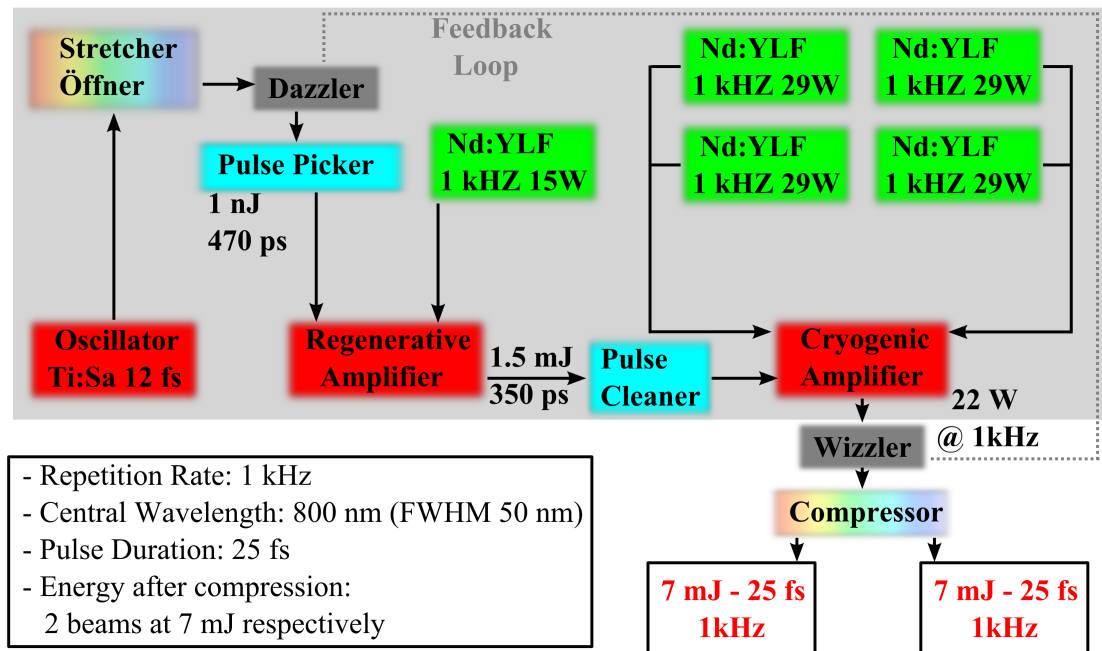 Feedback
Loop
Stretcher
Öffner
Dazzler
Pulse Picker
1 nJ
470 ps
Nd:YLF
1 kHZ 15W
Nd:YLF
1 kHZ 29W
Nd:YLF
1 kHZ 29W
Nd:YLF
1 kHZ 29W
Nd:YLF
1 kHZ 29W
Oscillator
Ti:Sa 12 fs
Regenerative
Amplifier
1.5 mJ
350 ps
Pulse
Cleaner
Cryogenic
Amplifier
22 W
@ 1kHz
Wizzler
Compressor
7 mJ - 25 fs
1kHz
7 mJ - 25 fs
1kHz
- Repetition Rate: 1 kHz
- Central Wavelength: 800 nm (FWHM 50 nm)
- Pulse Duration: 25 fs
- Energy after compression:
2 beams at 7 mJ respectively